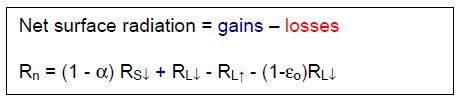 Net surface radiation = gains – losses
Rn = (1 - α) RS↓ + RL↓ - RL↑ - (1-εo)RL↓